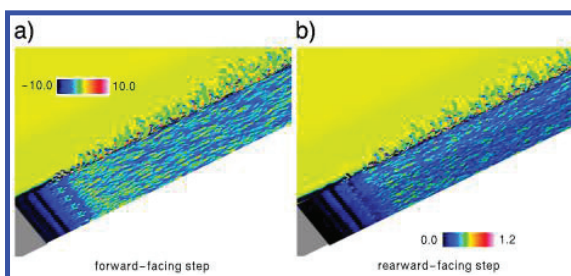 a)
b)
-10.0 10.0
0.0 1.2
forward-facing step
rearward-facing step